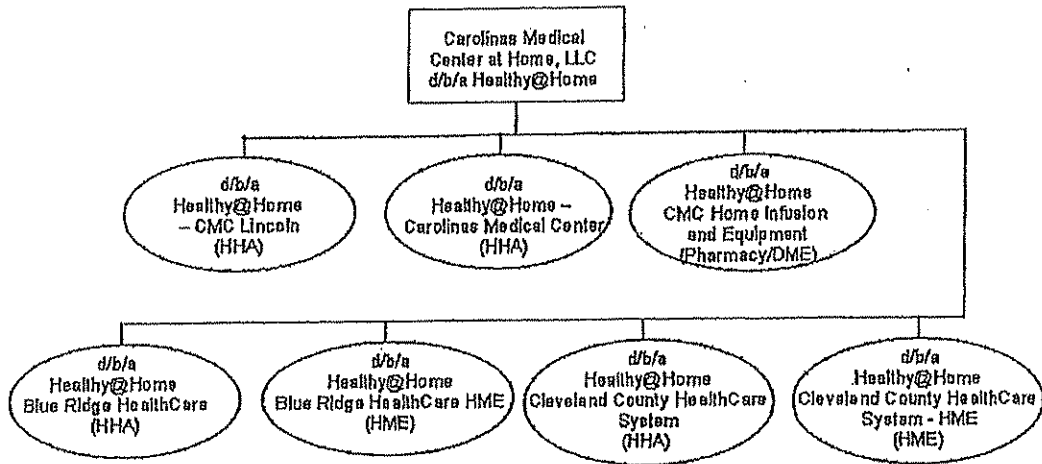 Carolinas Medical
Center at Home, LLC
d/b/a Healthy@Home
d/b/a
Healthy@Home
– CMC Lincoln
(HHA)
d/b/a
Healthy@Home –
Carolinas Medical Center
(HHA)
d/b/a
Healthy@Home
CMC Home Infusion
and Equipment
(Pharmacy/DME)
d/b/a
Healthy@Home
Blue Ridge HealthCare
(HHA)
d/b/a
Healthy@Home
Blue Ridge HealthCare HME
(HME)
d/b/a
Healthy@Home
Cleveland County HealthCare
System
(HHA)
d/b/a
Healthy@Home
Cleveland County HealthCare
System - HME
(HME)